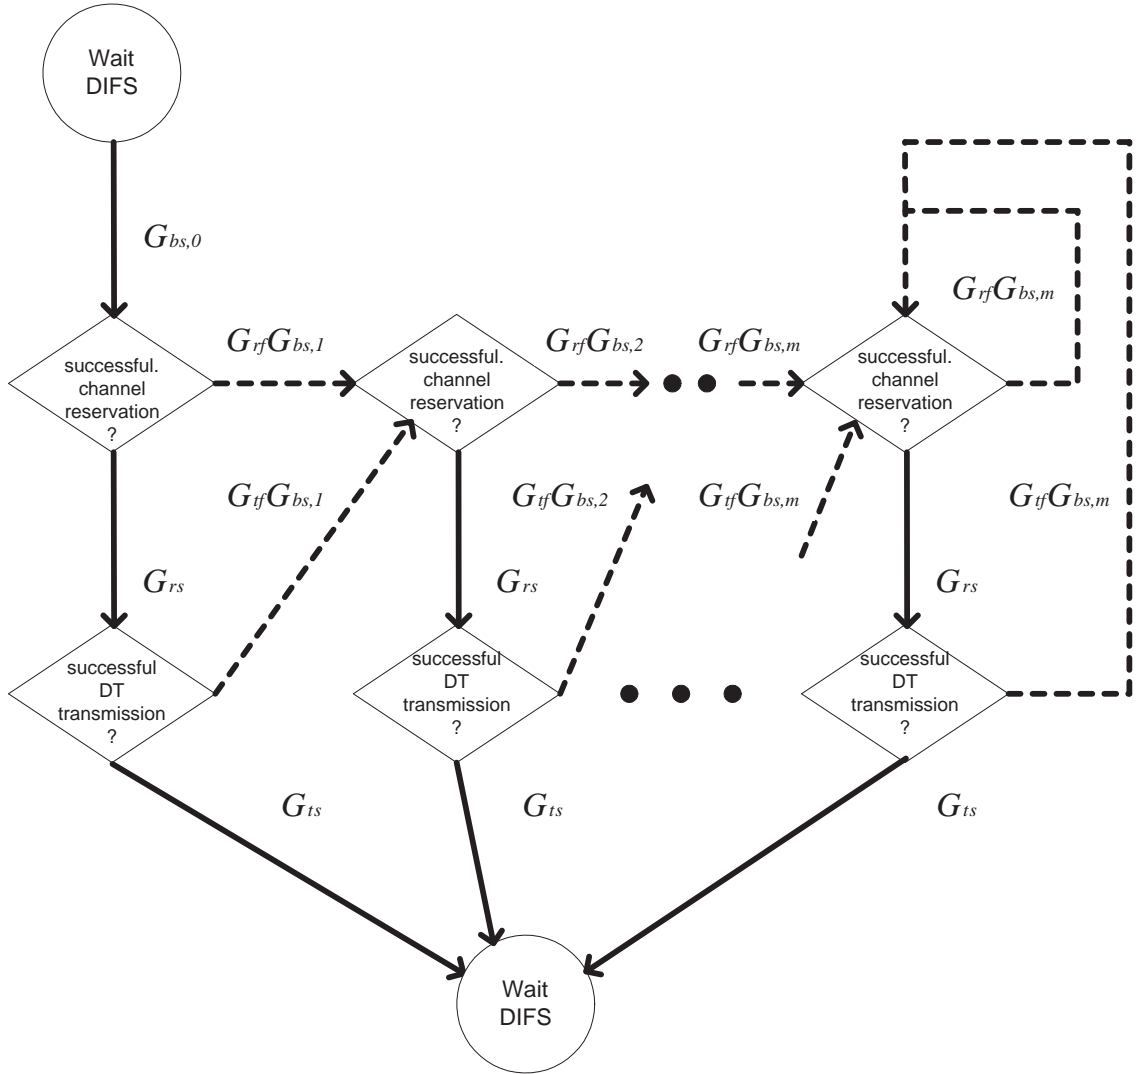 Wait
DIFS
Gbs,0
GrfGbs,m
GrfGbs,1
GrfGbs,2
GrfGbs,m
successful.
channel
reservation
?
successful.
channel
reservation
?
successful.
channel
reservation
?
GtfGbs,1
GtfGbs,2
GtfGbs,m
GtfGbs,m
Grs
Grs
Grs
successful
DT
transmission
?
successful
DT
transmission
?
successful
DT
transmission
?
Gts
Gts
Gts
Wait
DIFS